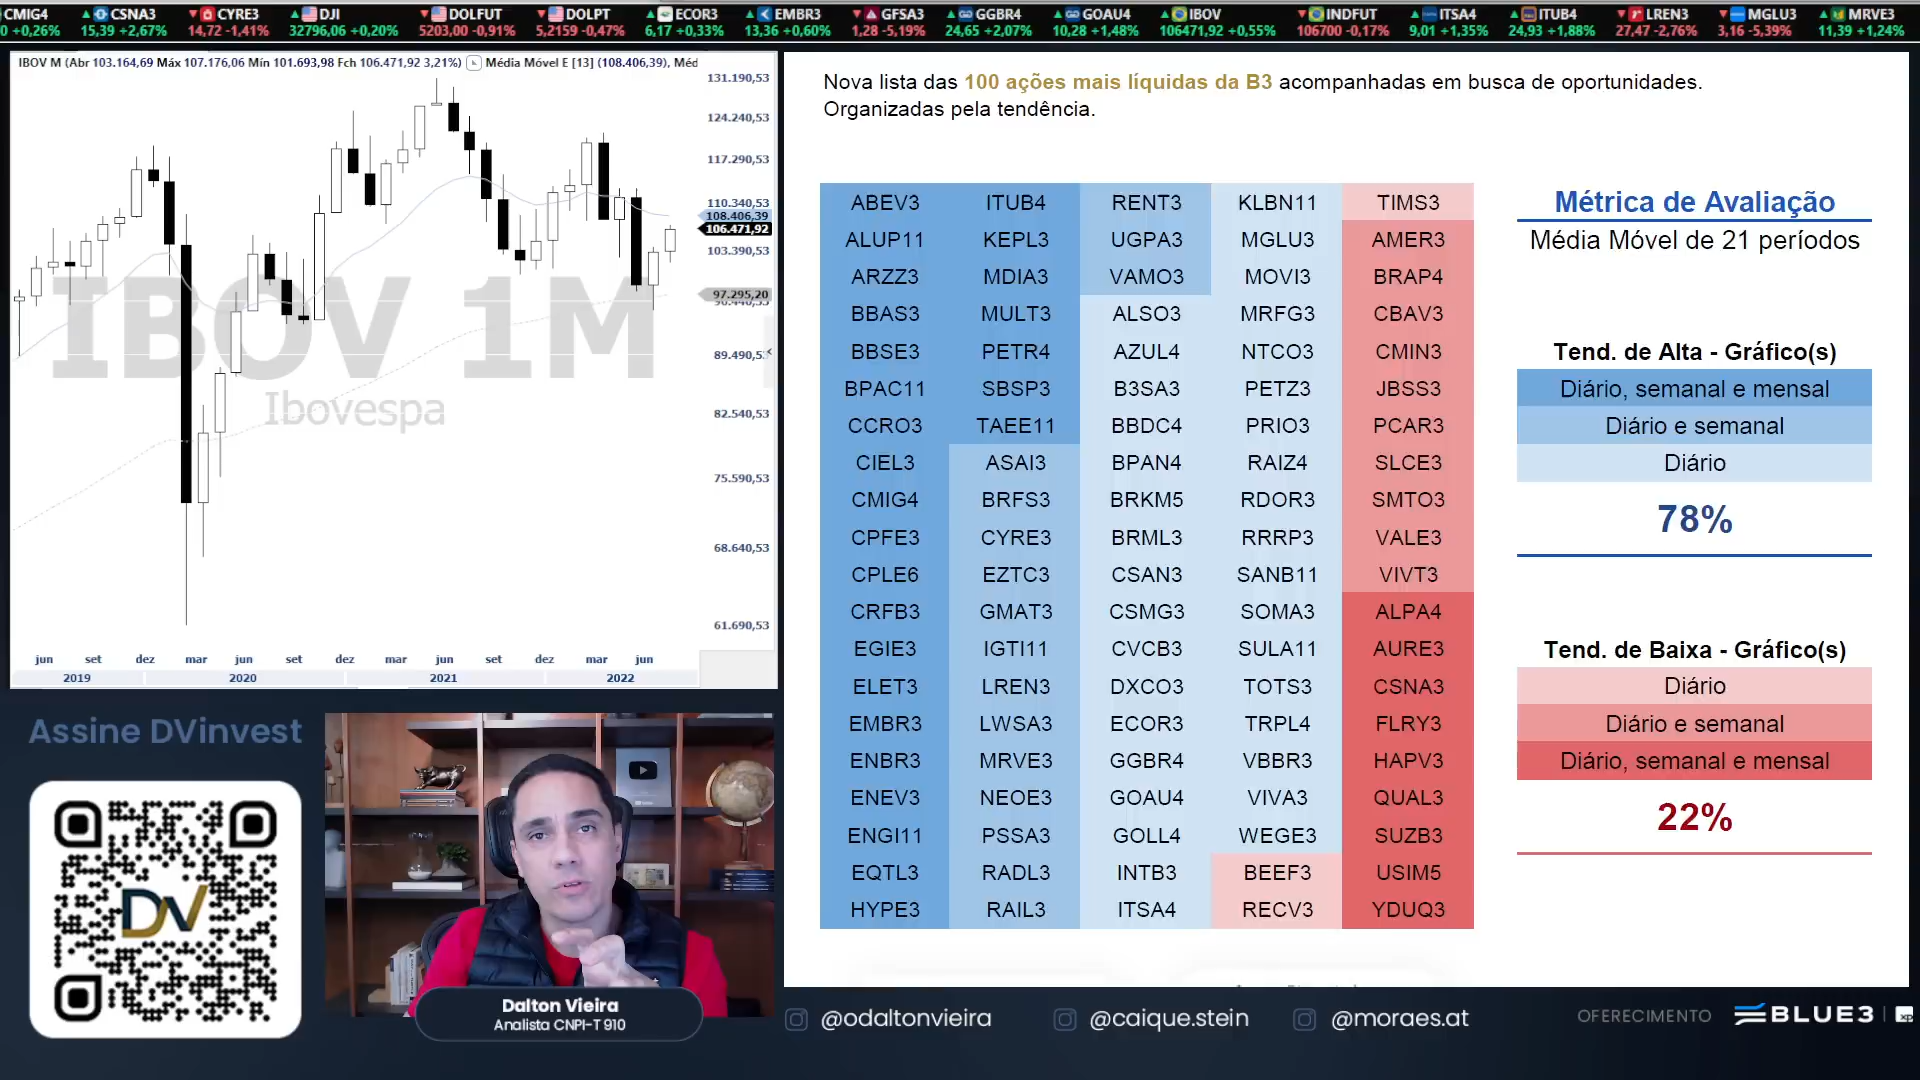 CMIG4 CSNA3 CYRE3 DJI DOLFUT DOLPT ECOR3 EMBR3 GFSA3 GGBR4 GOAU4 IBOV INDFUT ITSA4 ITUB4 LREN3 MGLU3 MRVE3
0 +0,26% 15,39 +2,67% 14,72 -1,41% 32796,06 +0,20% 5203,00 -0,91% 5,2159 -0,47% 6,17 +0,33% 13,36 +0,60% 1,28 -5,19% 24,65 +2,07% 10,28 +1,48% 106471,92 +0,55% 106700 -0,17% 9,01 +1,35% 24,93 +1,88% 27,47 -2,76% 3,16 -5,39% 11,39 +1,24%
IBOV M (Abr 103.164,69 Máx 107.176,06 Mín 101.693,98 Fch 106.471,92 3,21%) Média Móvel E [13] (108.406,39), Méd
131.190,53
124.240,53
117.290,53
110.340,53
108.406,39
106.471,92
103.390,53
97.295,20
89.490,53
82.540,53
75.590,53
68.640,53
61.690,53
IBOV 1M
Ibovespa
jun set dez mar jun set dez mar jun set dez mar jun
2019 2020 2021 2022
Nova lista das 100 ações mais líquidas da B3 acompanhadas em busca de oportunidades.
Organizadas pela tendência.
ABEV3 ITUB4 RENT3 KLBN11 TIMS3
ALUP11 KEPL3 UGPA3 MGLU3 AMER3
ARZZ3 MDIA3 VAMO3 MOVI3 BRAP4
BBAS3 MULT3 ALSO3 MRFG3 CBAV3
BBSE3 PETR4 AZUL4 NTCO3 CMIN3
BPAC11 SBSP3 B3SA3 PETZ3 JBSS3
CCRO3 TAEE11 BBDC4 PRIO3 PCAR3
CIEL3 ASAI3 BPAN4 RAIZ4 SLCE3
CMIG4 BRFS3 BRKM5 RDOR3 SMTO3
CPFE3 CYRE3 BRML3 RRRP3 VALE3
CPLE6 EZTC3 CSAN3 SANB11 VIVT3
CRFB3 GMAT3 CSMG3 SOMA3 ALPA4
EGIE3 IGTI11 CVCB3 SULA11 AURE3
ELET3 LREN3 DXCO3 TOTS3 CSNA3
EMBR3 LWSA3 ECOR3 TRPL4 FLRY3
ENBR3 MRVE3 GGBR4 VBBR3 HAPV3
ENEV3 NEOE3 GOAU4 VIVA3 QUAL3
ENGI11 PSSA3 GOLL4 WEGE3 SUZB3
EQTL3 RADL3 INTB3 BEEF3 USIM5
HYPE3 RAIL3 ITSA4 RECV3 YDUQ3
Métrica de Avaliação
Média Móvel de 21 períodos
Tend. de Alta - Gráfico(s)
Diário, semanal e mensal
Diário e semanal
Diário
78%
Tend. de Baixa - Gráfico(s)
Diário
Diário e semanal
Diário, semanal e mensal
22%
Assine DVinvest
DV
Dalton Vieira
Analista CNPI-T 910
@odaltonvieira @caique.stein @moraes.at
OFERECIMENTO BLUE3 xp